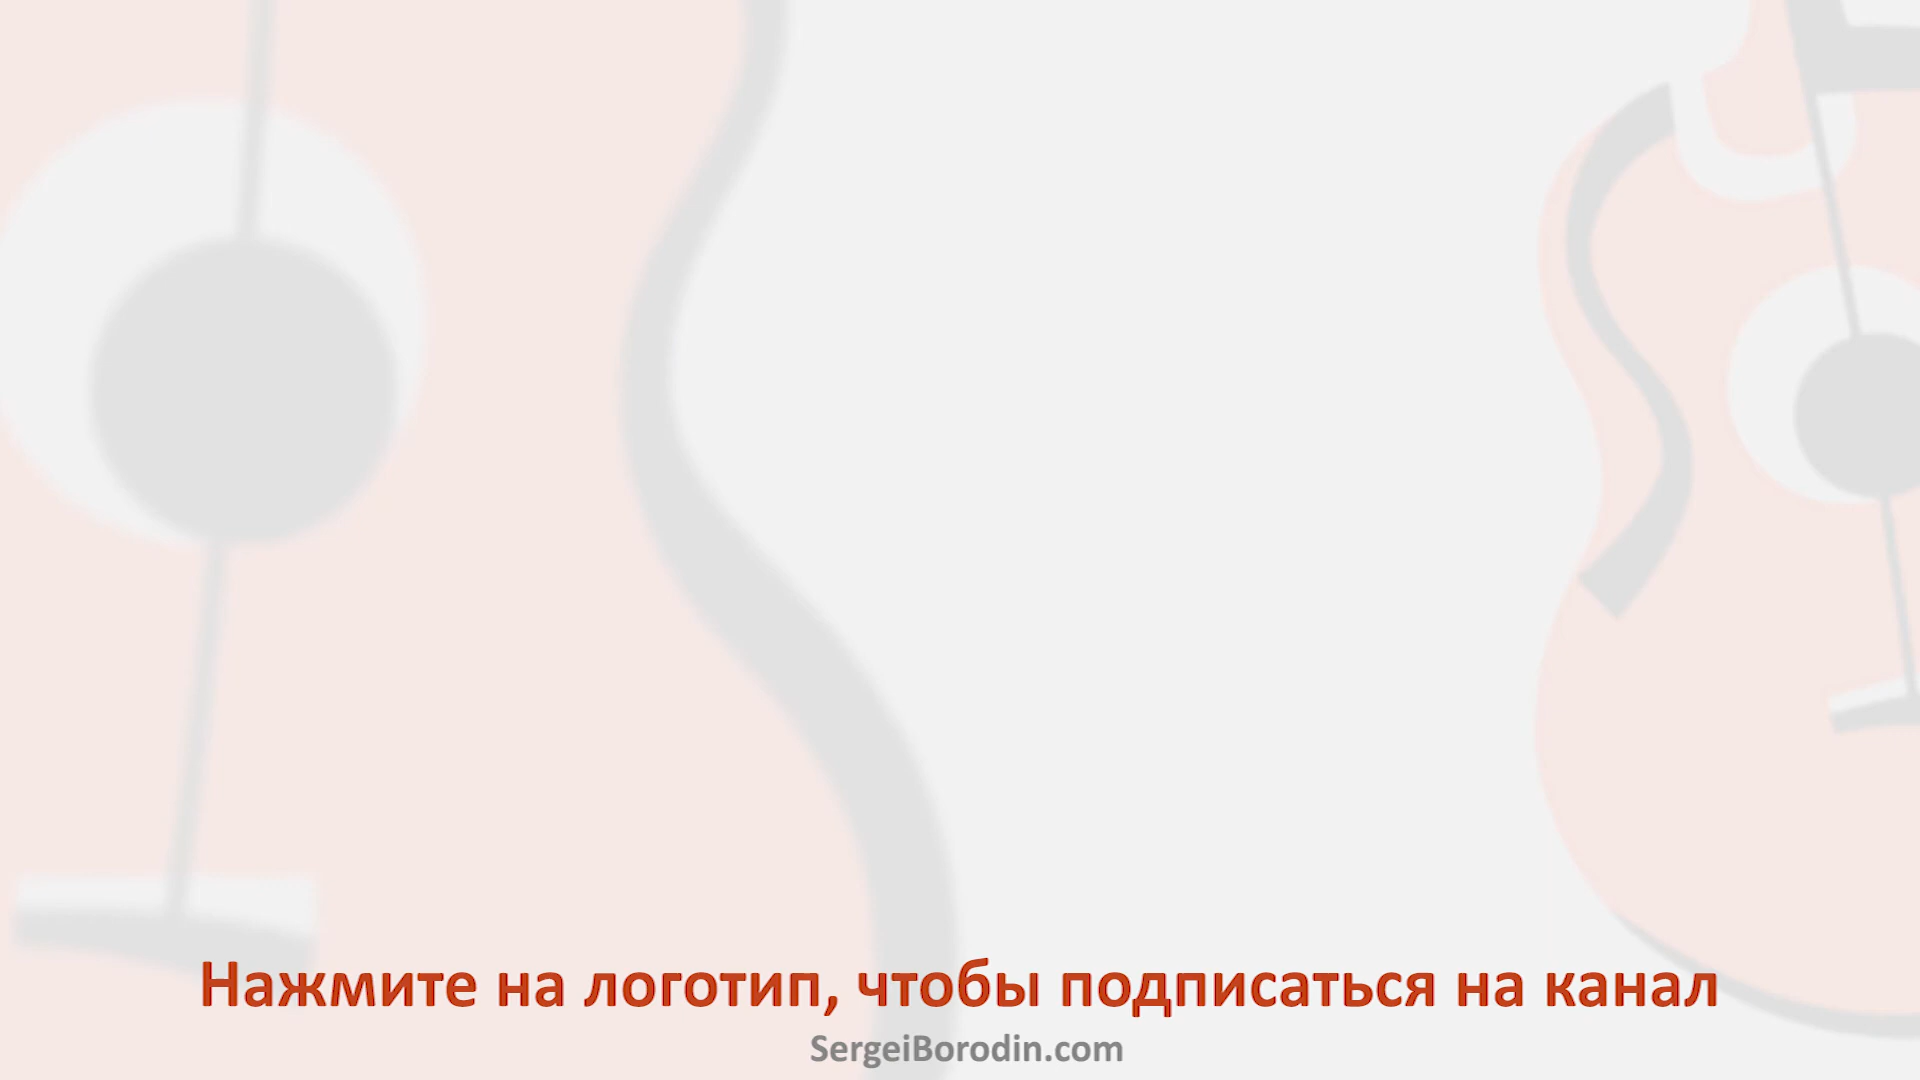 Нажмите на логотип, чтобы подписаться на канал
SergeiBorodin.com